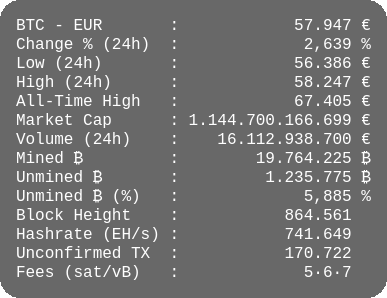 BTC - EUR : 57.947 €
Change % (24h) : 2,639 %
Low (24h) : 56.386 €
High (24h) : 58.247 €
All-Time High : 67.405 €
Market Cap : 1.144.700.166.699 €
Volume (24h) : 16.112.938.700 €
Mined ₿ : 19.764.225 ₿
Unmined ₿ : 1.235.775 ₿
Unmined ₿ (%) : 5,885 %
Block Height : 864.561
Hashrate (EH/s) : 741.649
Unconfirmed TX : 170.722
Fees (sat/vB) : 5·6·7